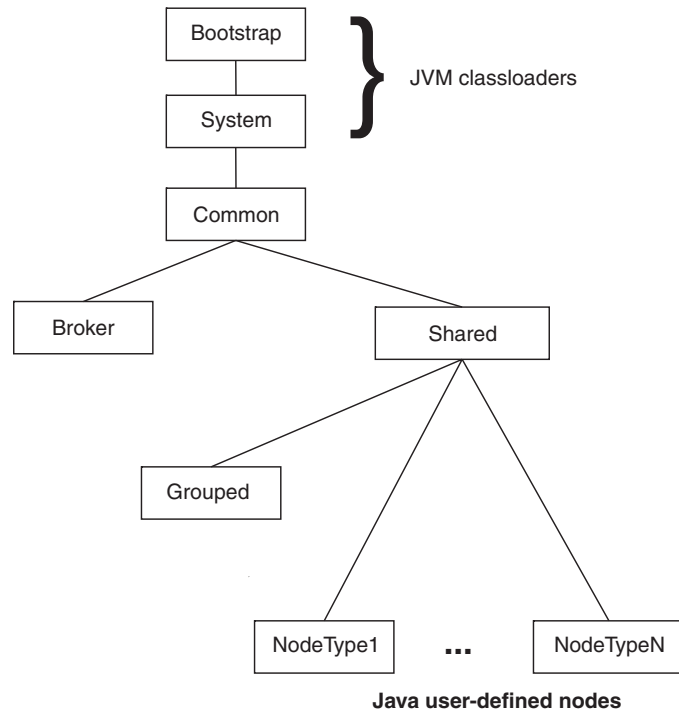 Bootstrap
JVM classloaders
System
Common
Broker
Shared
Grouped
NodeType1
...
NodeTypeN
Java user-defined nodes